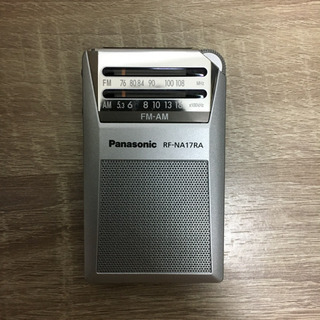 FM 76 80 84 90 100 108 MHz
AM 5.3 6 8 10 13 16
FM-AM
Panasonic RF-NA17RA